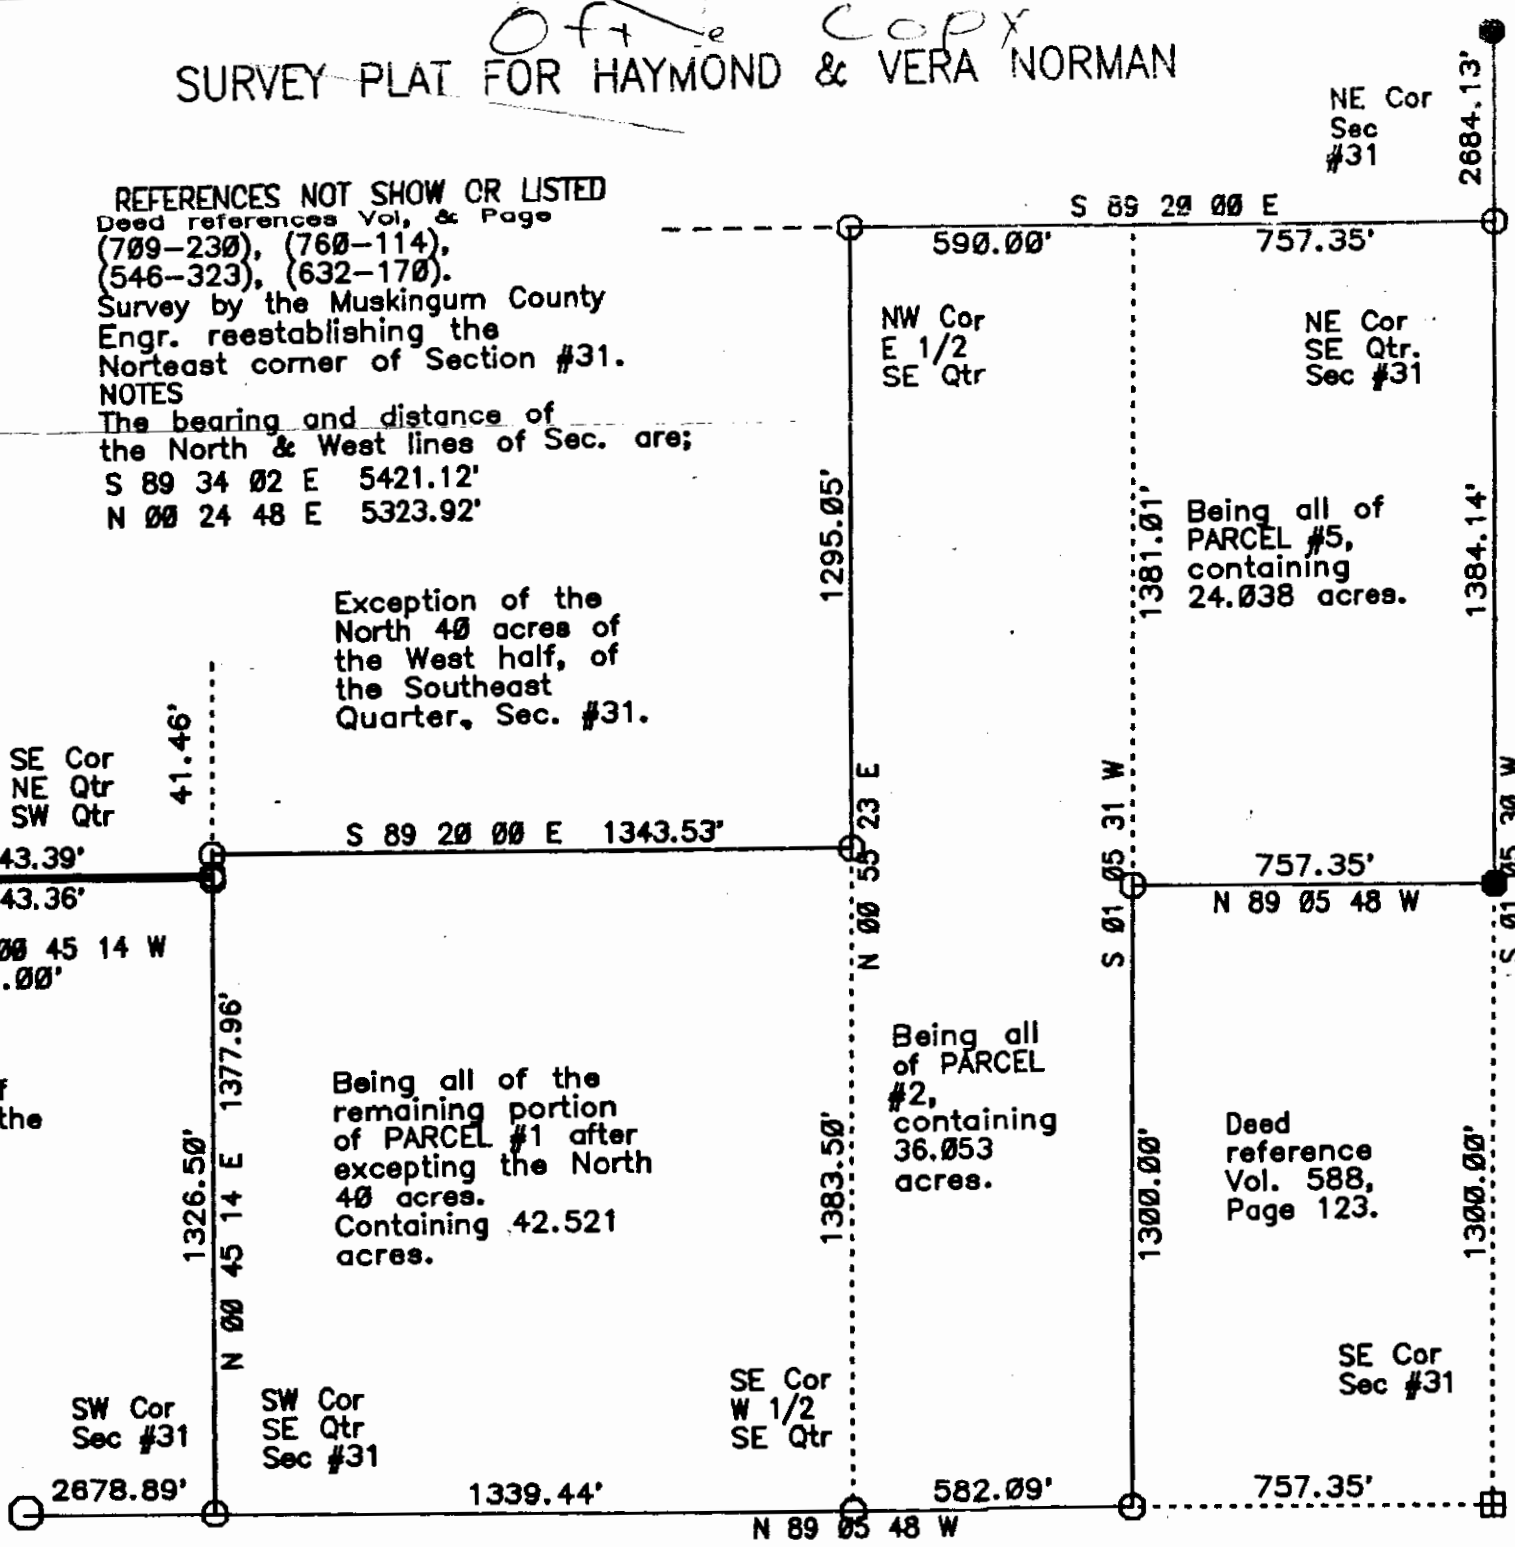 Office Copy
SURVEY PLAT FOR HAYMOND & VERA NORMAN
NE Cor
Sec
#31
2684.13'
REFERENCES NOT SHOW OR LISTED
Deed references Vol, & Page
(709-230), (760-114),
(546-323), (632-170).
Survey by the Muskingum County
Engr. reestablishing the
Norteast corner of Section #31.
NOTES
The bearing and distance of
the North & West lines of Sec. are;
S 89 34 02 E 5421.12'
N 00 24 48 E 5323.92'
S 89 20 00 E
590.00'
757.35'
NW Cor
E 1/2
SE Qtr
NE Cor
SE Qtr.
Sec #31
1295.05'
1381.01'
Being all of
PARCEL #5,
containing
24.038 acres.
1384.14'
Exception of the
North 40 acres of
the West half, of
the Southeast
Quarter, Sec. #31.
41.46'
SE Cor
NE Qtr
SW Qtr
43.39'
43.36'
00 45 14 W
.00'
S 89 20 00 E 1343.53'
N 00 55 23 E
S 01 05 31 W
757.35'
N 89 05 48 W
S 01 05 30 W
f
the
1326.50'
N 00 45 14 E 1377.96'
Being all of the
remaining portion
of PARCEL #1 after
excepting the North
40 acres.
Containing 42.521
acres.
1383.50'
Being all
of PARCEL
#2,
containing
36.053
acres.
1300.00'
Deed
reference
Vol. 588,
Page 123.
1300.00'
SW Cor
Sec #31
SW Cor
SE Qtr
Sec #31
SE Cor
W 1/2
SE Qtr
SE Cor
Sec #31
2678.89'
1339.44'
582.09'
757.35'
N 89 05 48 W